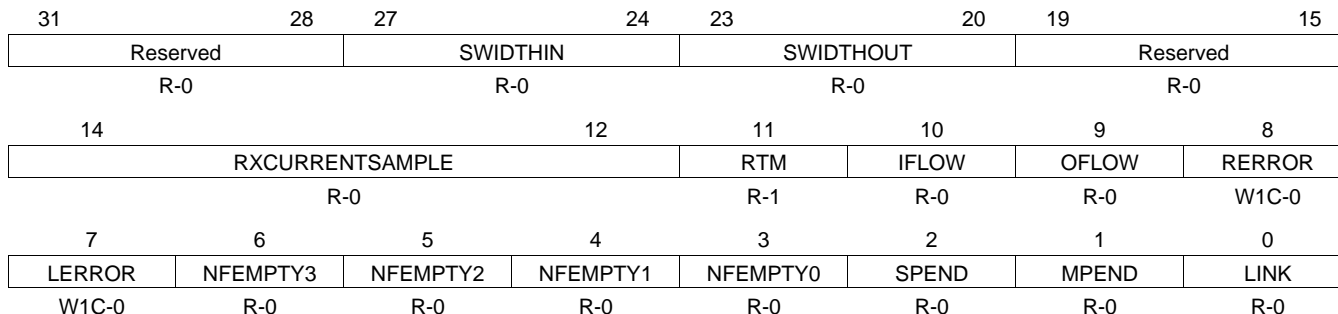 31 28 27 24 23 20 19 15
Reserved SWIDTHIN SWIDTHOUT Reserved
R-0 R-0 R-0 R-0
14 12 11 10 9 8
RXCURRENTSAMPLE RTM IFLOW OFLOW RERROR
R-0 R-1 R-0 R-0 W1C-0
7 6 5 4 3 2 1 0
LERROR NFEMPTY3 NFEMPTY2 NFEMPTY1 NFEMPTY0 SPEND MPEND LINK
W1C-0 R-0 R-0 R-0 R-0 R-0 R-0 R-0